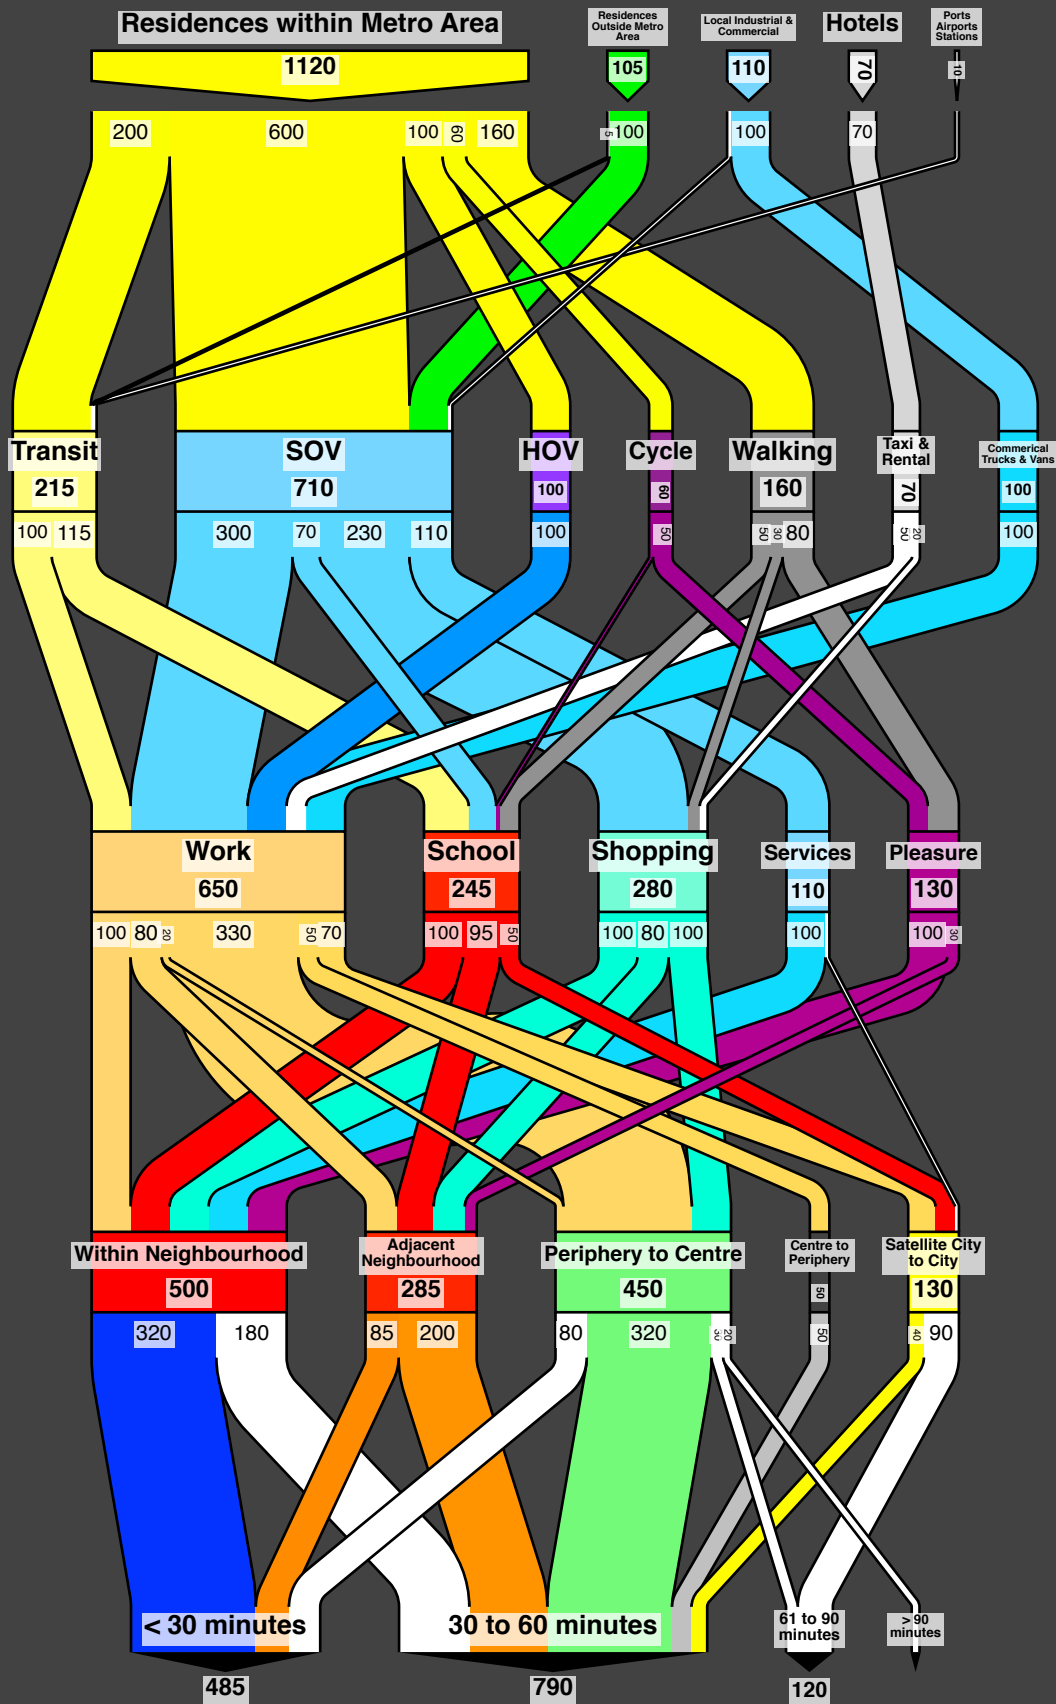 Residences within Metro Area
Residences
Outside Metro
Area
Local Industrial &
Commercial
Hotels
Ports
Airports
Stations
1120
105
110
70
10
200
600
100
60
160
5
100
100
70
Transit
SOV
HOV
Cycle
Walking
Taxi &
Rental
Commerical
Trucks & Vans
215
710
100
60
160
70
100
100
115
300
70
230
110
100
50
50
30
80
50
20
100
Work
School
Shopping
Services
Pleasure
650
245
280
110
130
100
80
20
330
50
70
100
95
50
100
80
100
100
100
30
Within Neighbourhood
Adjacent
Neighbourhood
Periphery to Centre
Centre to
Periphery
Satellite City
to City
500
285
450
50
130
320
180
85
200
80
320
30
20
50
40
90
< 30 minutes
30 to 60 minutes
61 to 90
minutes
> 90
minutes
485
790
120